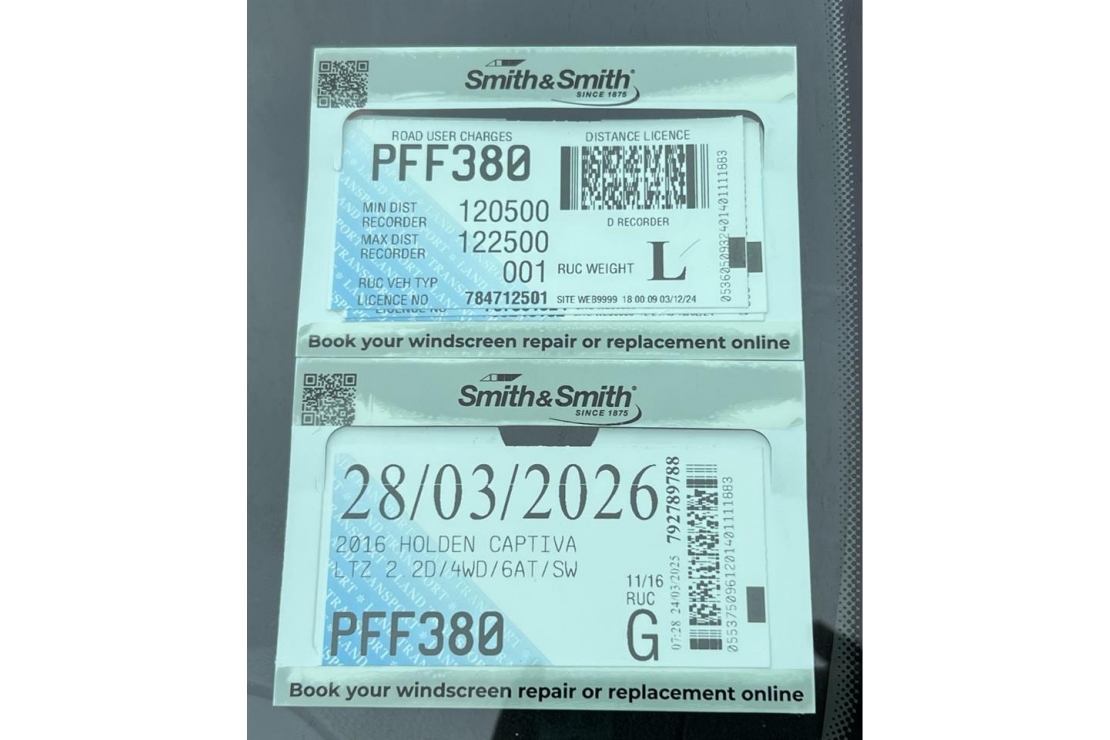 Smith&Smith®
SINCE 1875
ROAD USER CHARGES
DISTANCE LICENCE
PFF380
MIN DIST RECORDER 120500
D RECORDER
MAX DIST RECORDER 122500
001
RUC WEIGHT L
RUC VEH TYP
LICENCE NO 784712501 SITE WEB9999 18 00 09 03/12/24
LICENCE NO
Book your windscreen repair or replacement online
Smith&Smith®
SINCE 1875
28/03/2026
792789788
2016 HOLDEN CAPTIVA
LTZ 2 2D/4WD/6AT/SW
11/16
RUC
PFF380
G
07:28 24/03/2025
0553750961201401111883
Book your windscreen repair or replacement online